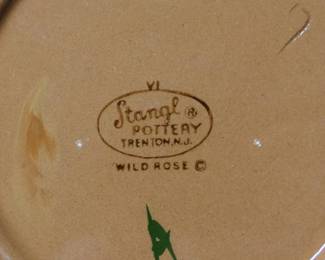 VI
Stangl ®
POTTERY
TRENTON, N.J.
WILD ROSE ©